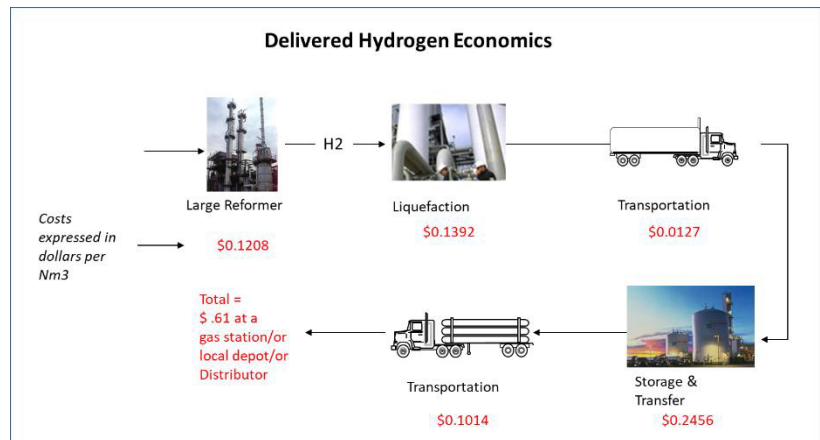 Delivered Hydrogen Economics
H2
Large Reformer
Liquefaction
Transportation
Costs
expressed in
dollars per
Nm3
$0.1208
$0.1392
$0.0127
Total =
$ .61 at a
gas station/or
local depot/or
Distributor
Transportation
$0.1014
Storage &
Transfer
$0.2456